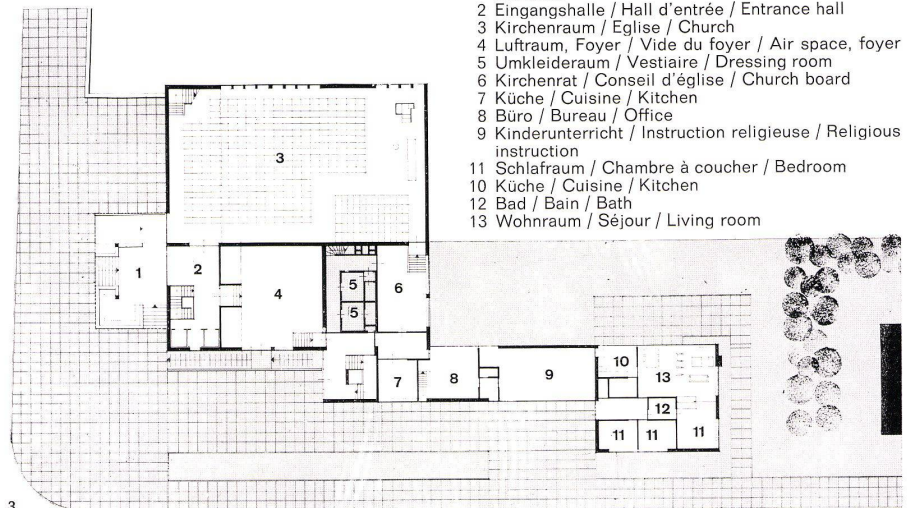 2 Eingangshalle / Hall d'entrée / Entrance hall
3 Kirchenraum / Eglise / Church
4 Luftraum, Foyer / Vide du foyer / Air space, foyer
5 Umkleideraum / Vestiaire / Dressing room
6 Kirchenrat / Conseil d'église / Church board
7 Küche / Cuisine / Kitchen
8 Büro / Bureau / Office
9 Kinderunterricht / Instruction religieuse / Religious
instruction
11 Schlafraum / Chambre à coucher / Bedroom
10 Küche / Cuisine / Kitchen
12 Bad / Bain / Bath
13 Wohnraum / Séjour / Living room
3
1
2
4
5
5
6
7
8
9
10
13
12
11
11
11
3